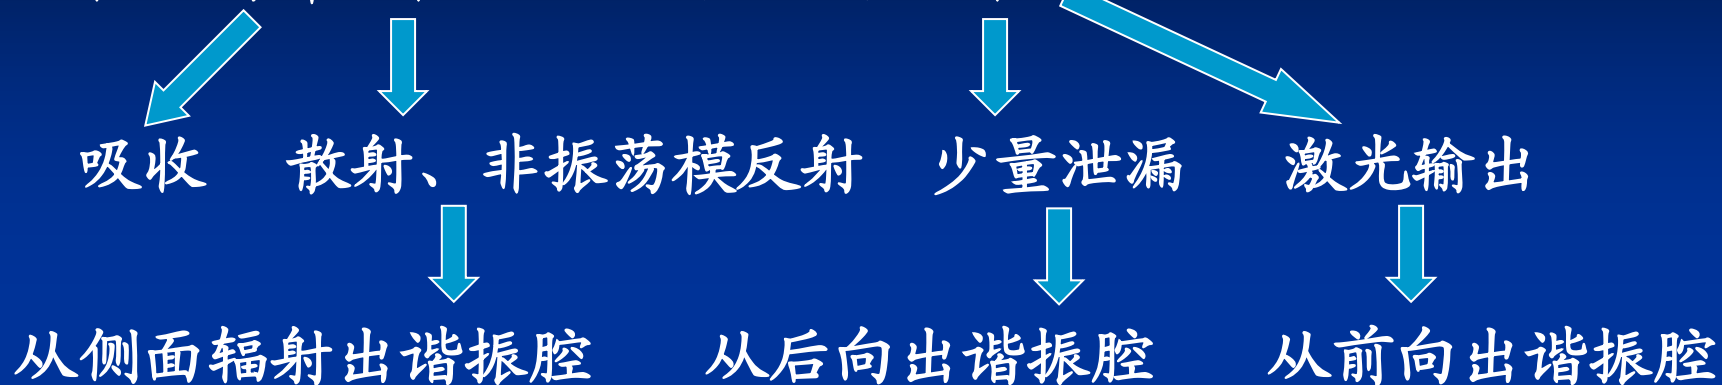 吸收 散射、非振荡模反射 少量泄漏 激光输出
从侧面辐射出谐振腔 从后向出谐振腔 从前向出谐振腔